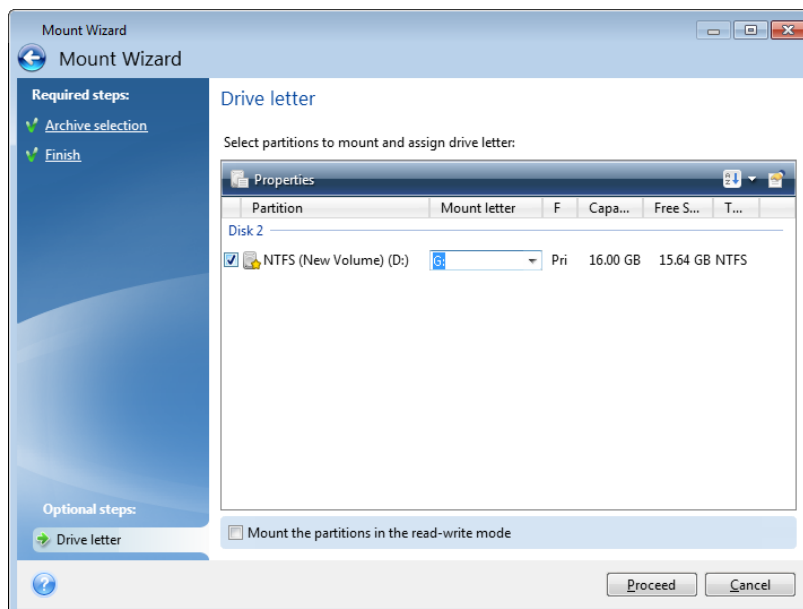 Mount Wizard
Mount Wizard
Required steps:
Archive selection
Finish
Drive letter
Select partitions to mount and assign drive letter:
Properties
Partition Mount letter F Capa... Free S... T...
Disk 2
NTFS (New Volume) (D:) G: Pri 16.00 GB 15.64 GB NTFS
Optional steps:
Drive letter
Mount the partitions in the read-write mode
Proceed Cancel